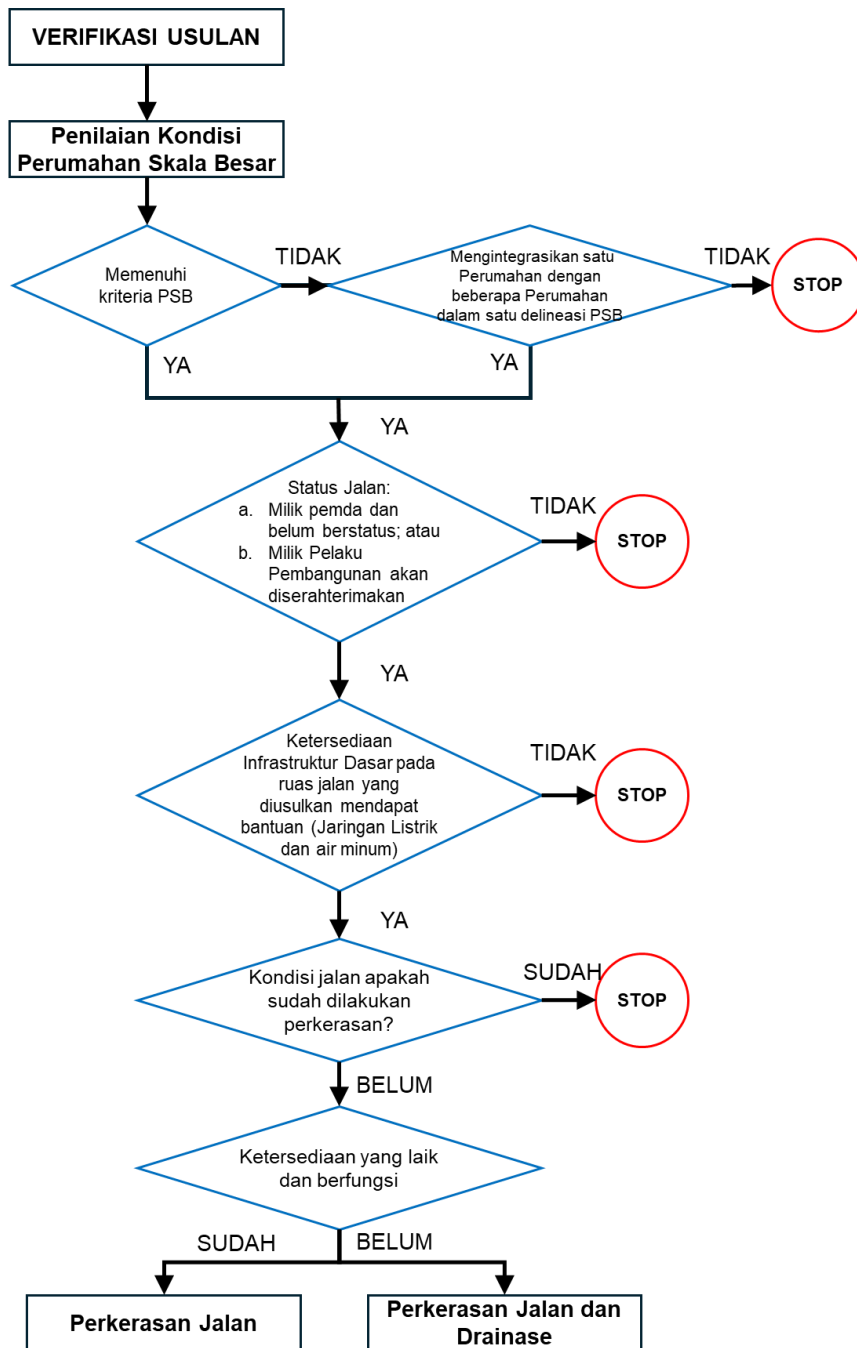 VERIFIKASI USULAN
Penilaian Kondisi
Perumahan Skala Besar
Memenuhi
kriteria PSB
TIDAK
Mengintegrasikan satu
Perumahan dengan
beberapa Perumahan
dalam satu delineasi PSB
TIDAK
STOP
YA
YA
YA
Status Jalan:
a. Milik pemda dan
belum berstatus; atau
b. Milik Pelaku
Pembangunan akan
diserahterimakan
TIDAK
STOP
YA
Ketersediaan
Infrastruktur Dasar pada
ruas jalan yang
diusulkan mendapat
bantuan (Jaringan Listrik
dan air minum)
TIDAK
STOP
YA
Kondisi jalan apakah
sudah dilakukan
perkerasan?
SUDAH
STOP
BELUM
Ketersediaan yang laik
dan berfungsi
SUDAH
BELUM
Perkerasan Jalan
Perkerasan Jalan dan
Drainase